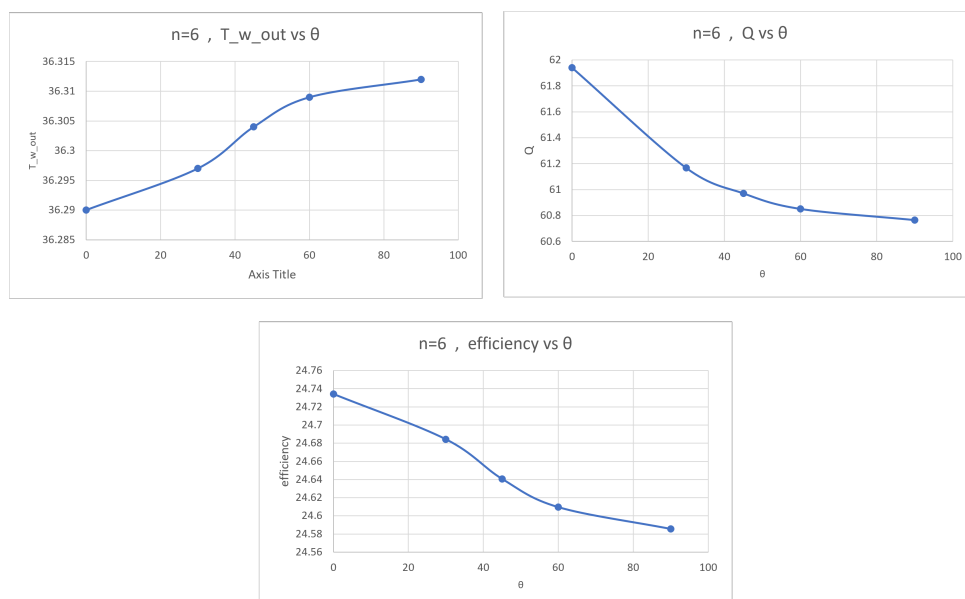 n=6 , T_w_out vs θ
36.315
36.31
36.305
36.3
36.295
36.29
36.285
T_w_out
0 20 40 60 80 100
Axis Title
n=6 , Q vs θ
62
61.8
61.6
61.4
61.2
61
60.8
60.6
Q
0 20 40 60 80 100
θ
n=6 , efficiency vs θ
24.76
24.74
24.72
24.7
24.68
24.66
24.64
24.62
24.6
24.58
24.56
efficiency
0 20 40 60 80 100
θ